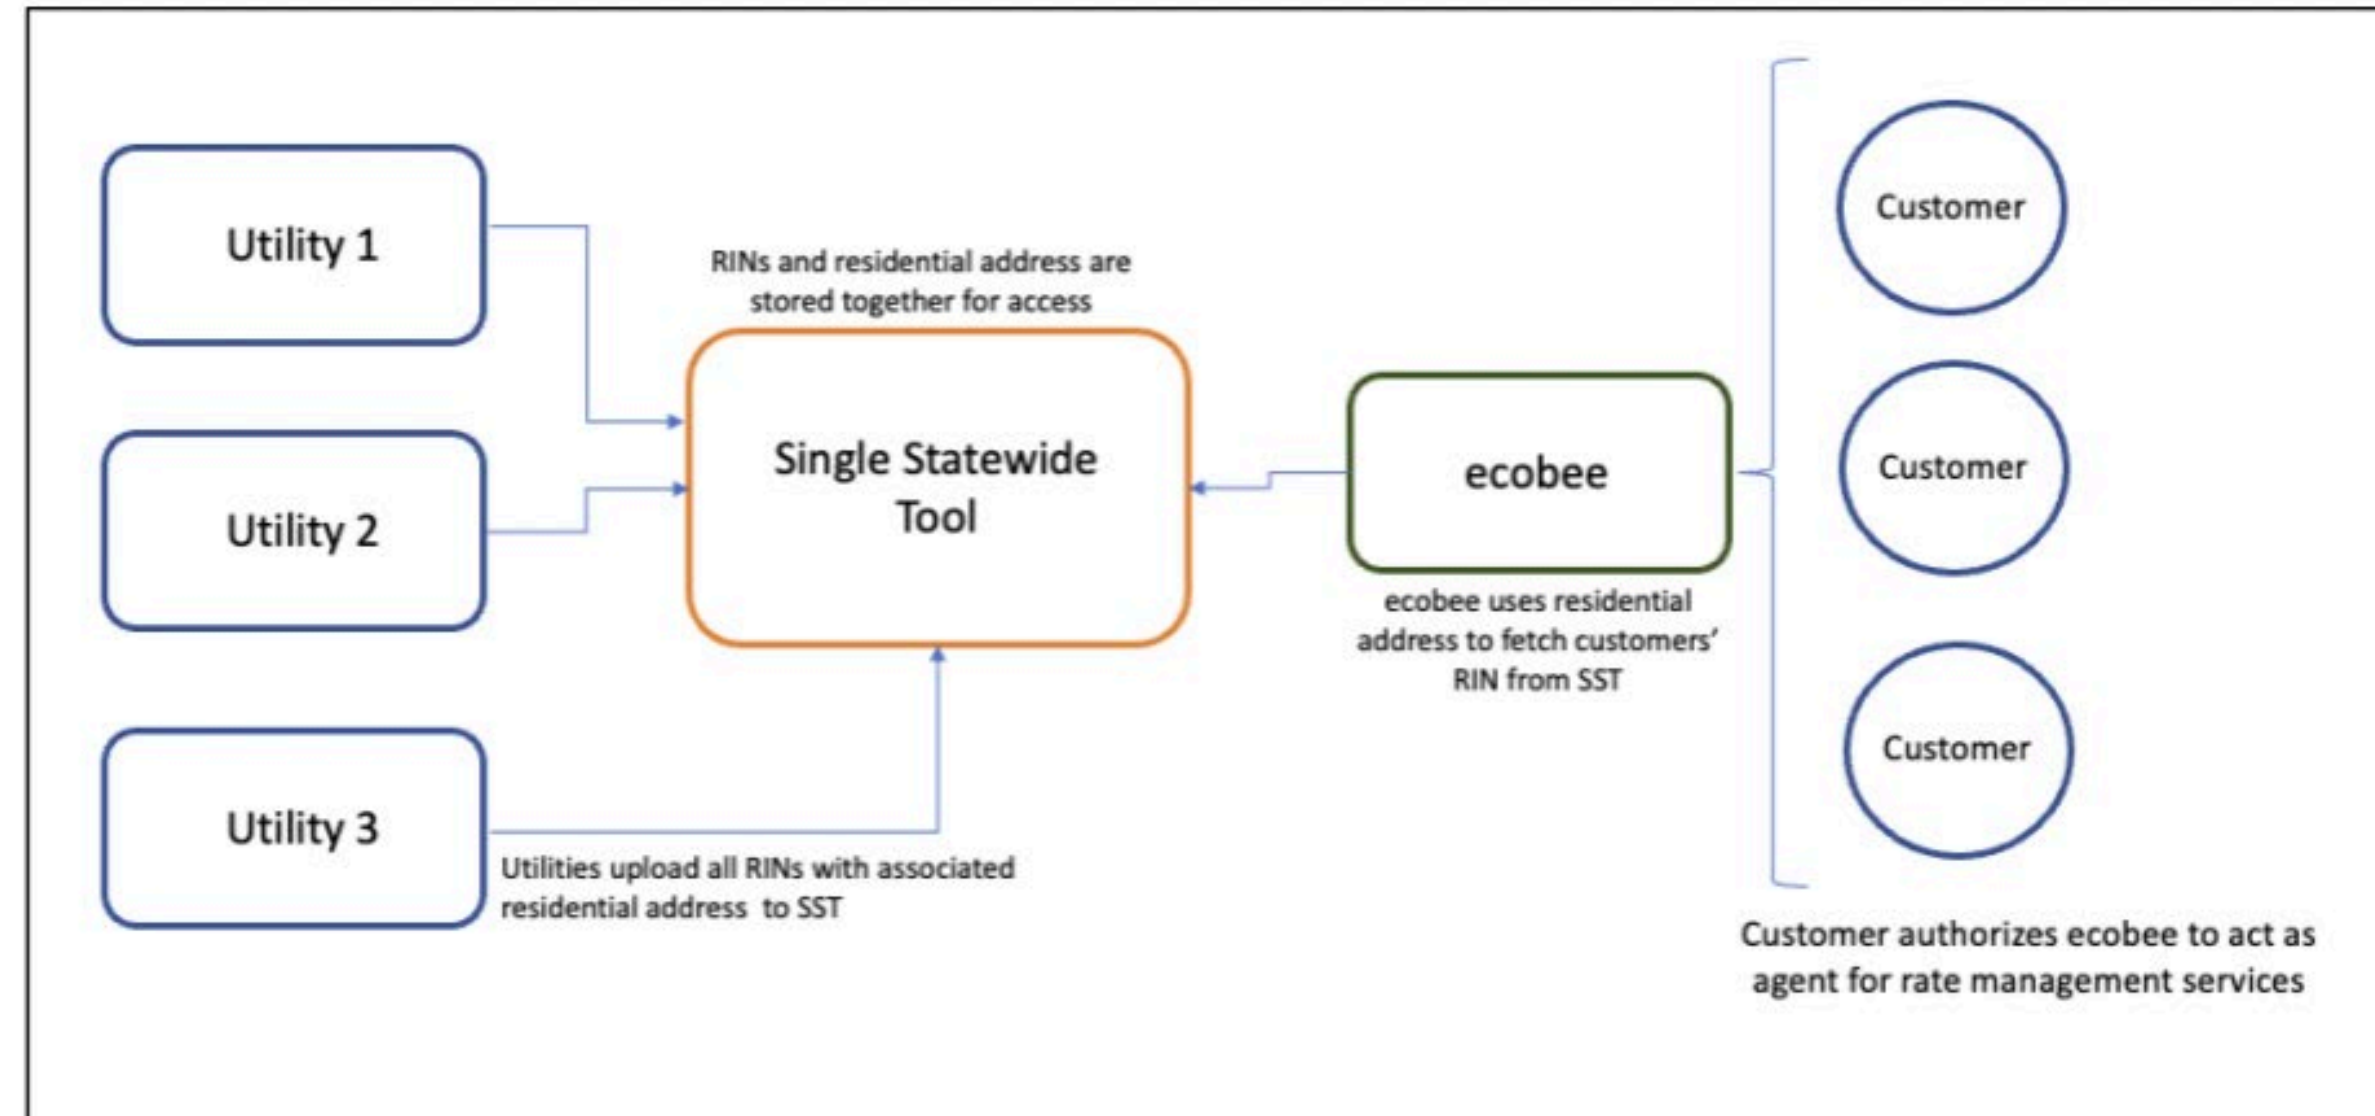 Utility 1
RINs and residential address are
stored together for access
Single Statewide
Tool
Utility 2
Utility 3
Utilities upload all RINs with associated
residential address to SST
ecobee
ecobee uses residential
address to fetch customers’
RIN from SST
Customer
Customer
Customer
Customer authorizes ecobee to act as
agent for rate management services